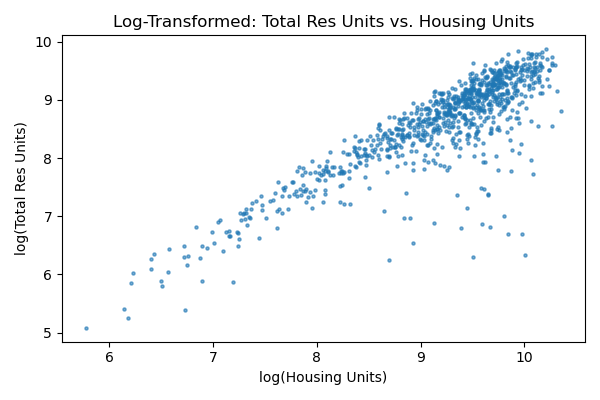 Log-Transformed: Total Res Units vs. Housing Units
10
9
8
7
6
5
log(Total Res Units)
6 7 8 9 10
log(Housing Units)